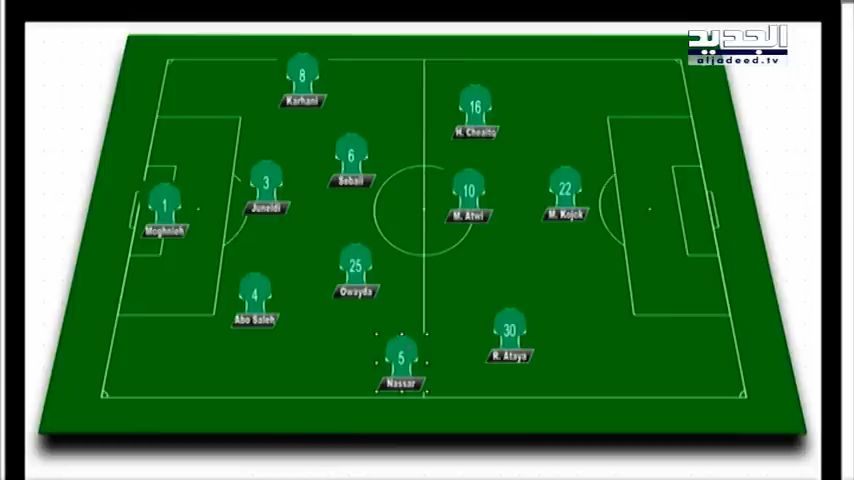 الجديد
aljadeed.tv
8
Karhani
16
H. Cheaito
6
Sebali
3
Juneidi
10
M. Atwi
22
M. Kojok
1
Moghnieh
25
Owayda
4
Abo Saleh
30
R. Ataya
5
Nassar